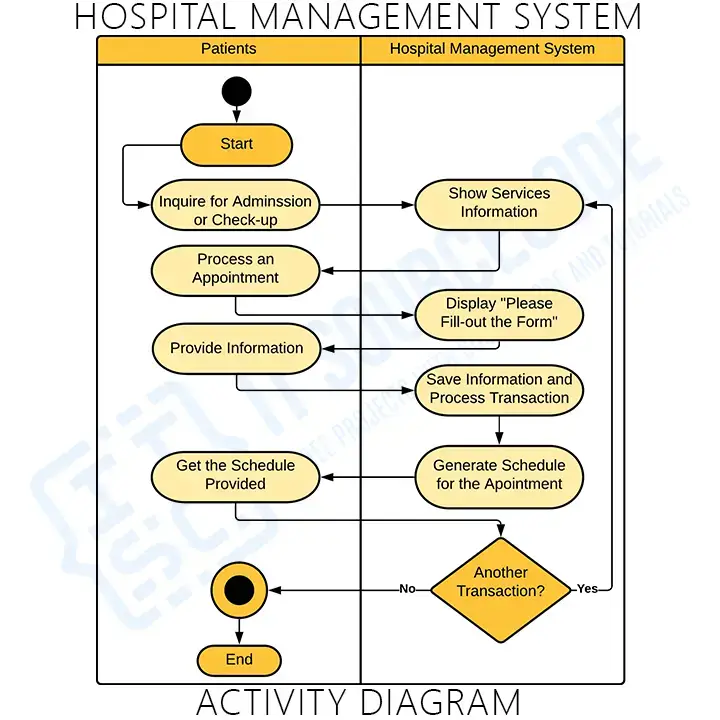 HOSPITAL MANAGEMENT SYSTEM
Patients
Hospital Management System
Start
Inquire for Adminssion
or Check-up
Show Services
Information
Process an
Appointment
Display "Please
Fill-out the Form"
Provide Information
Save Information and
Process Transaction
Get the Schedule
Provided
Generate Schedule
for the Apointment
Another
Transaction?
No
Yes
End
ACTIVITY DIAGRAM
IT SOURCECODE